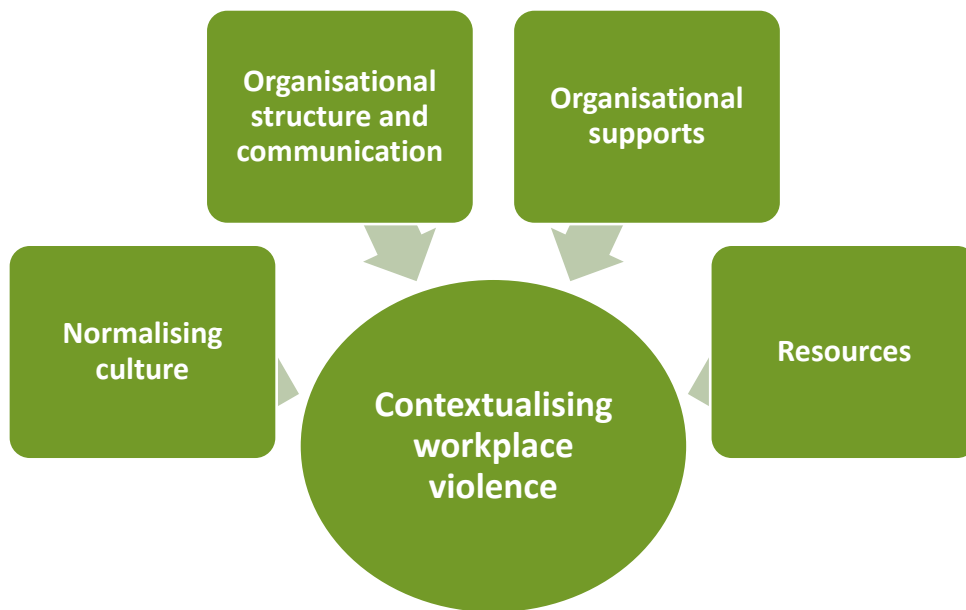 Organisational
structure and
communication
Organisational
supports
Normalising
culture
Resources
Contextualising
workplace
violence